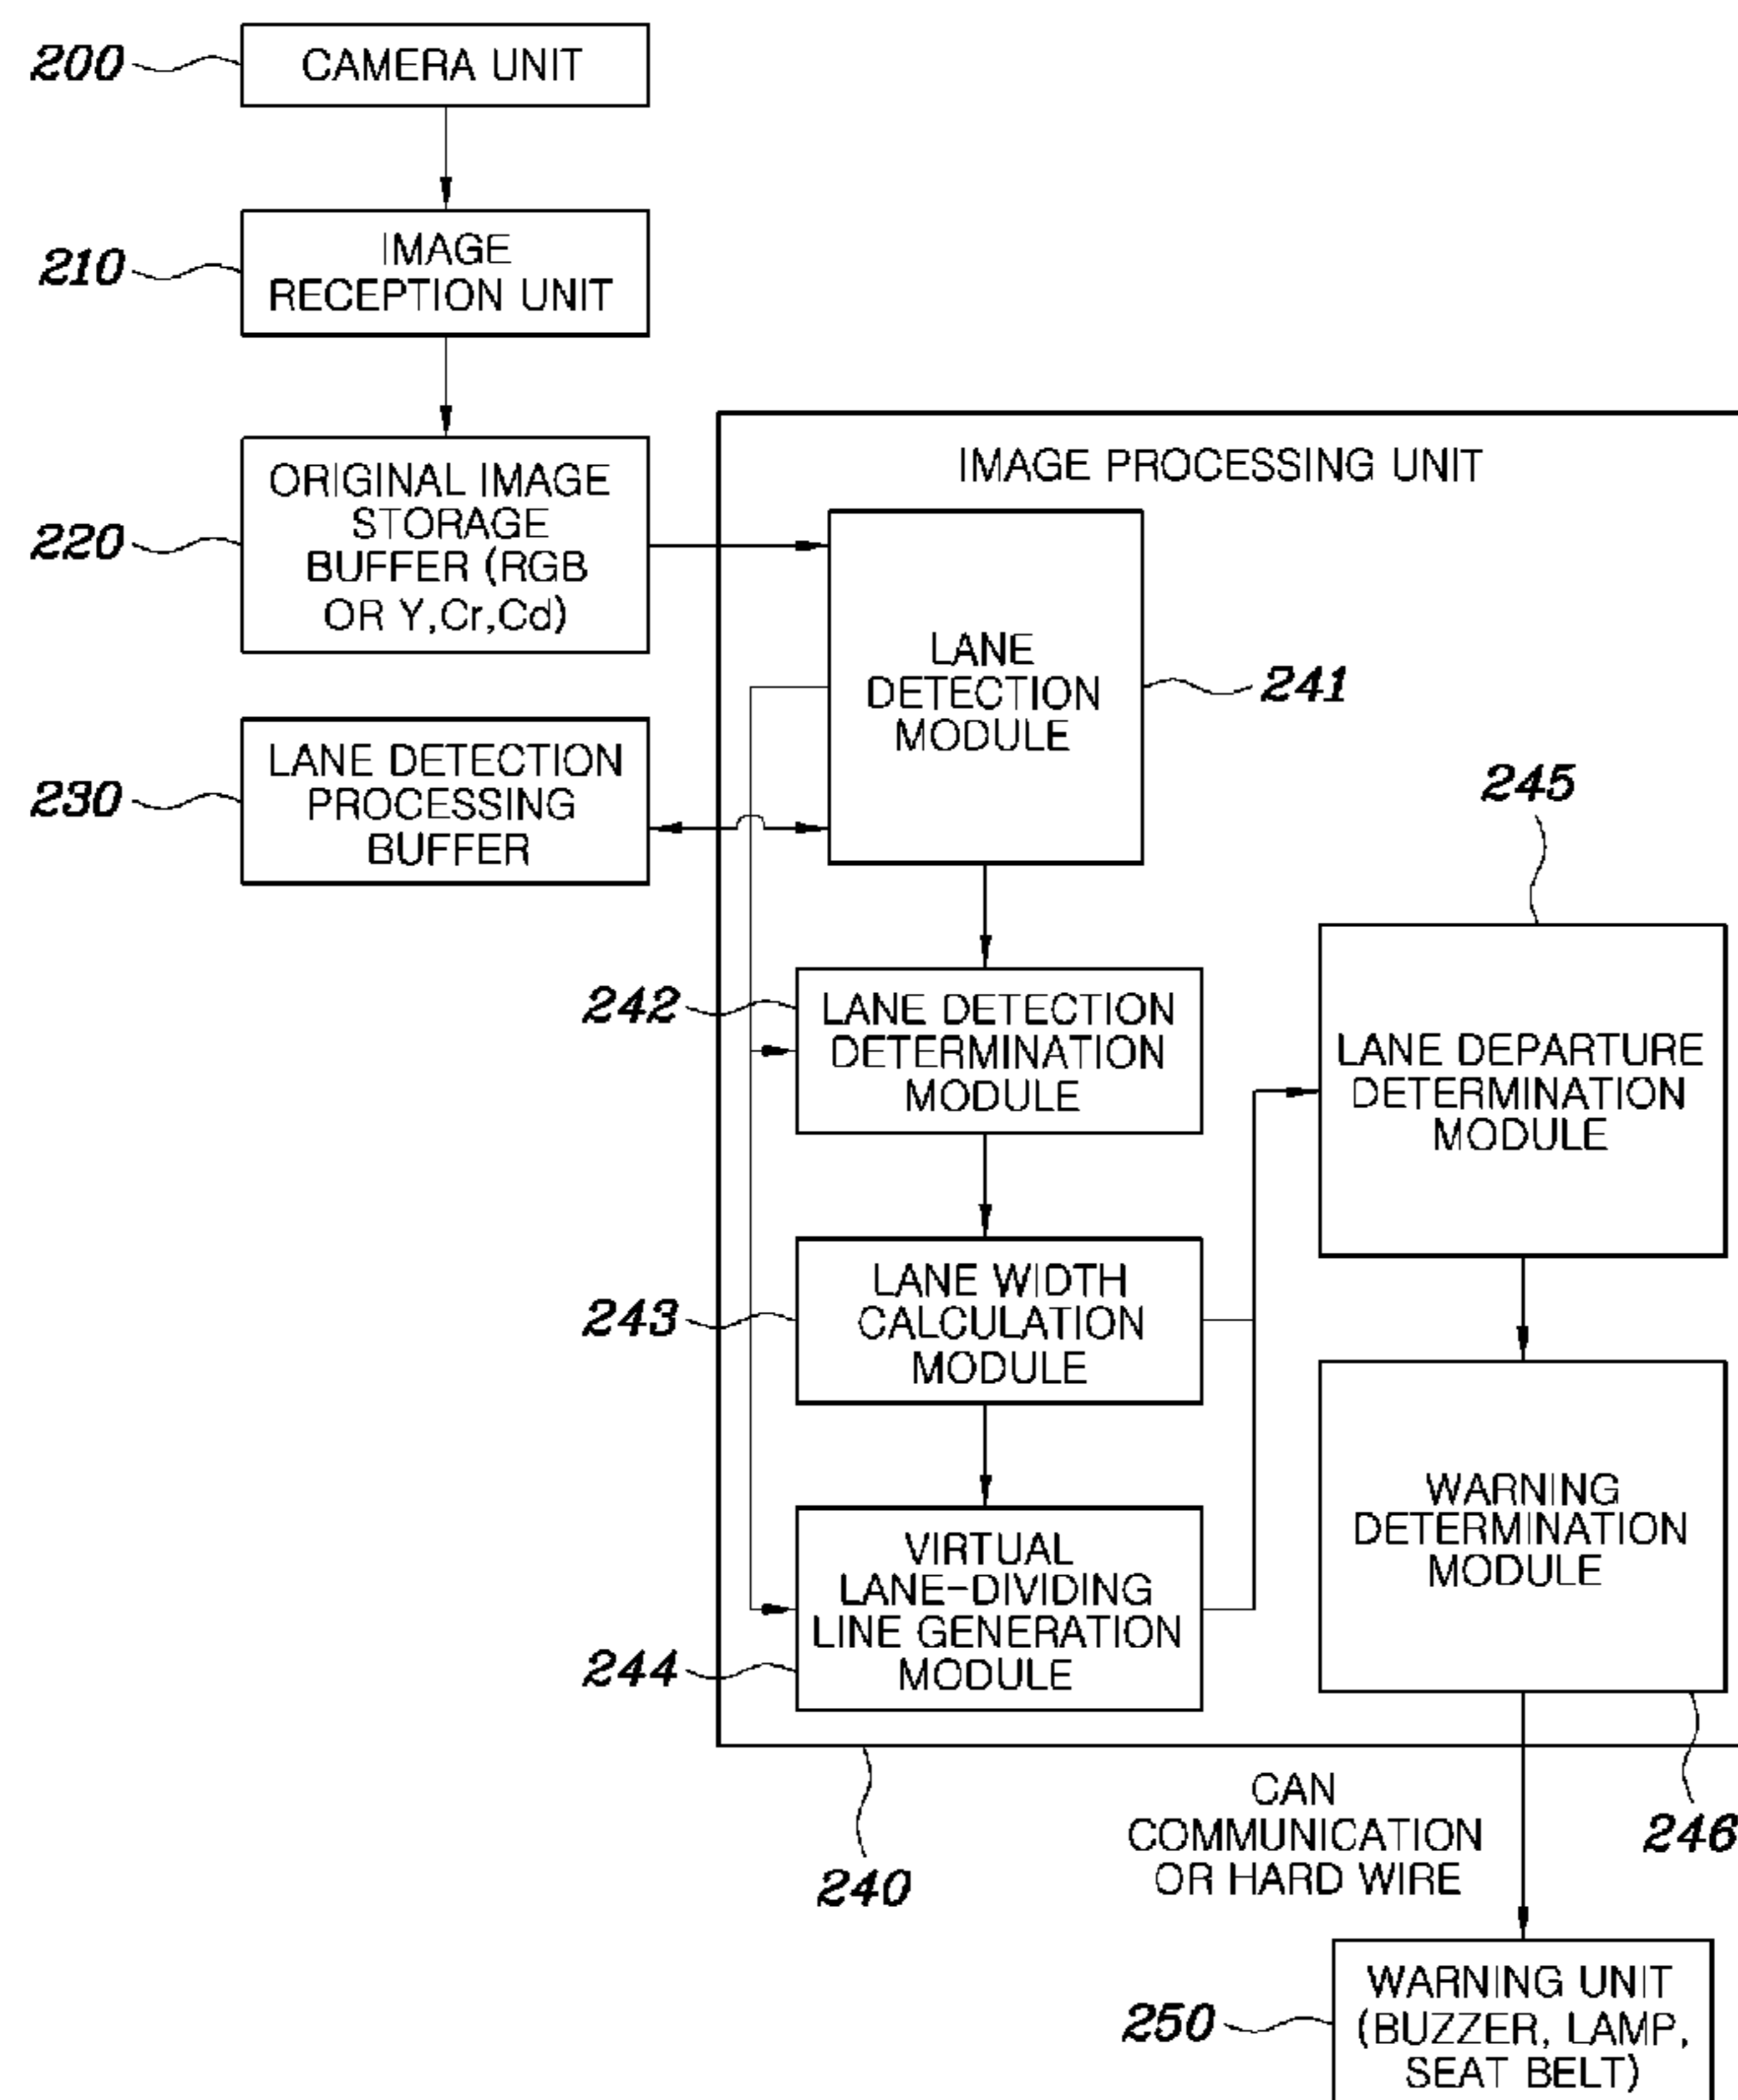 200
CAMERA UNIT
210
IMAGE
RECEPTION UNIT
220
ORIGINAL IMAGE
STORAGE
BUFFER (RGB
OR Y,Cr,Cd)
230
LANE DETECTION
PROCESSING
BUFFER
IMAGE PROCESSING UNIT
LANE
DETECTION
MODULE
241
242
LANE DETECTION
DETERMINATION
MODULE
243
LANE WIDTH
CALCULATION
MODULE
244
VIRTUAL
LANE-DIVIDING
LINE GENERATION
MODULE
245
LANE DEPARTURE
DETERMINATION
MODULE
WARNING
DETERMINATION
MODULE
246
240
CAN
COMMUNICATION
OR HARD WIRE
250
WARNING UNIT
(BUZZER, LAMP,
SEAT BELT)